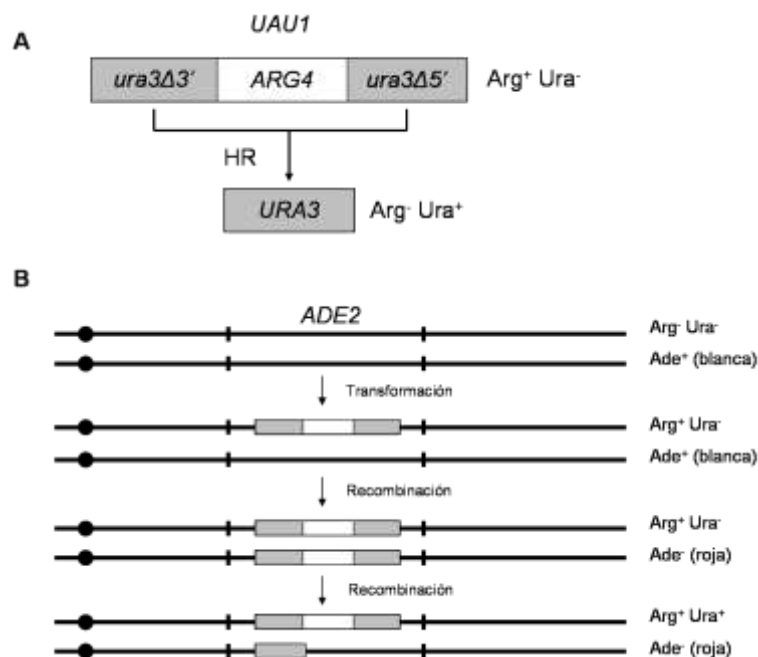 UAU1
A
ura3Δ3′ ARG4 ura3Δ5′ Arg⁺ Ura⁻
HR
URA3 Arg⁻ Ura⁺
B
ADE2
Arg⁻ Ura⁻
Ade⁺ (blanca)
Transformación
Arg⁺ Ura⁻
Ade⁺ (blanca)
Recombinación
Arg⁺ Ura⁻
Ade⁻ (roja)
Recombinación
Arg⁺ Ura⁺
Ade⁻ (roja)